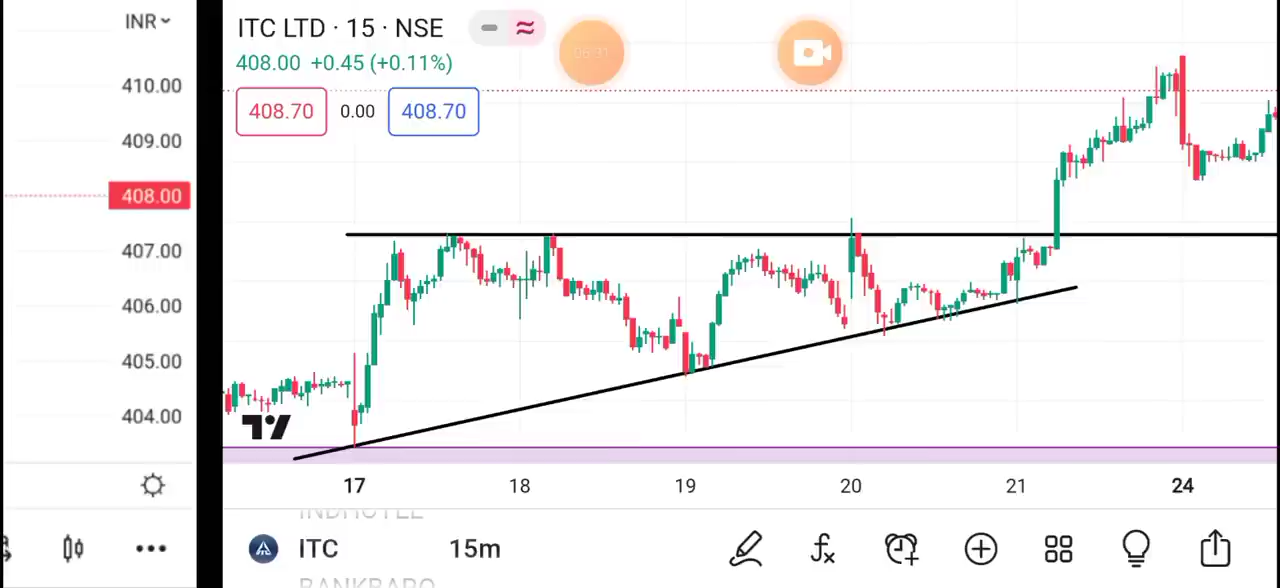 INR
410.00
409.00
408.00
407.00
406.00
405.00
404.00
ITC LTD · 15 · NSE
408.00 +0.45 (+0.11%)
408.70 0.00 408.70
17 18 19 20 21 24
ITC 15m